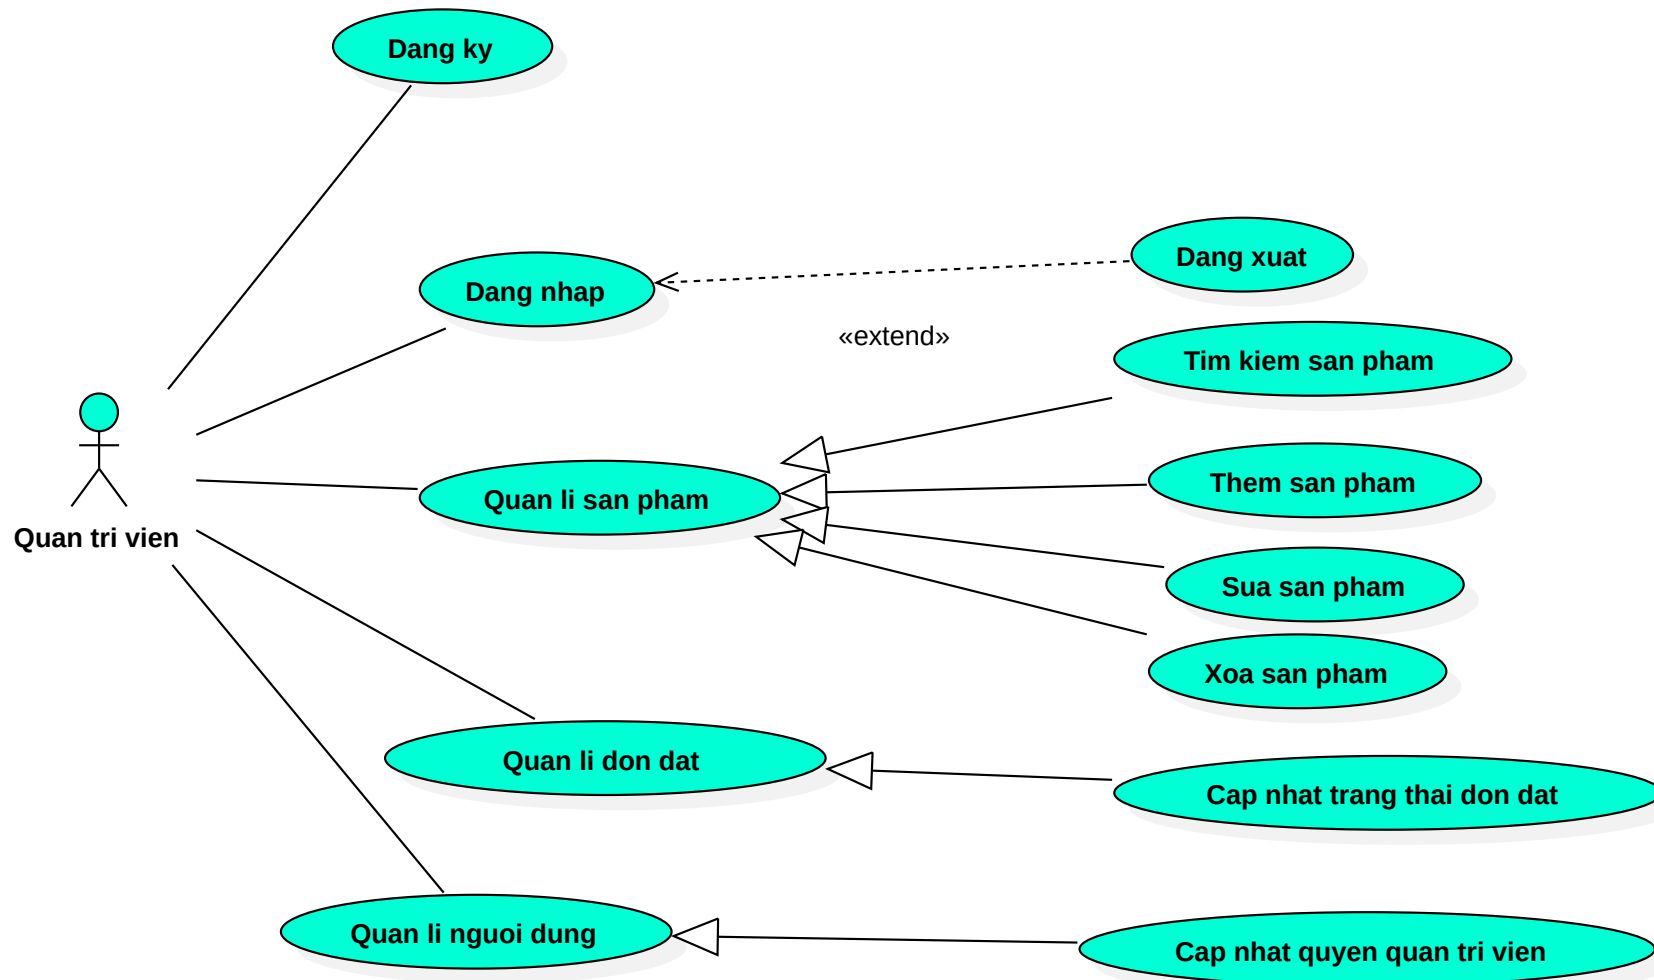 Dang ky
Dang xuat
Dang nhap
«extend»
Tim kiem san pham
Them san pham
Quan li san pham
Quan tri vien
Sua san pham
Xoa san pham
Quan li don dat
Cap nhat trang thai don dat
Quan li nguoi dung
Cap nhat quyen quan tri vien